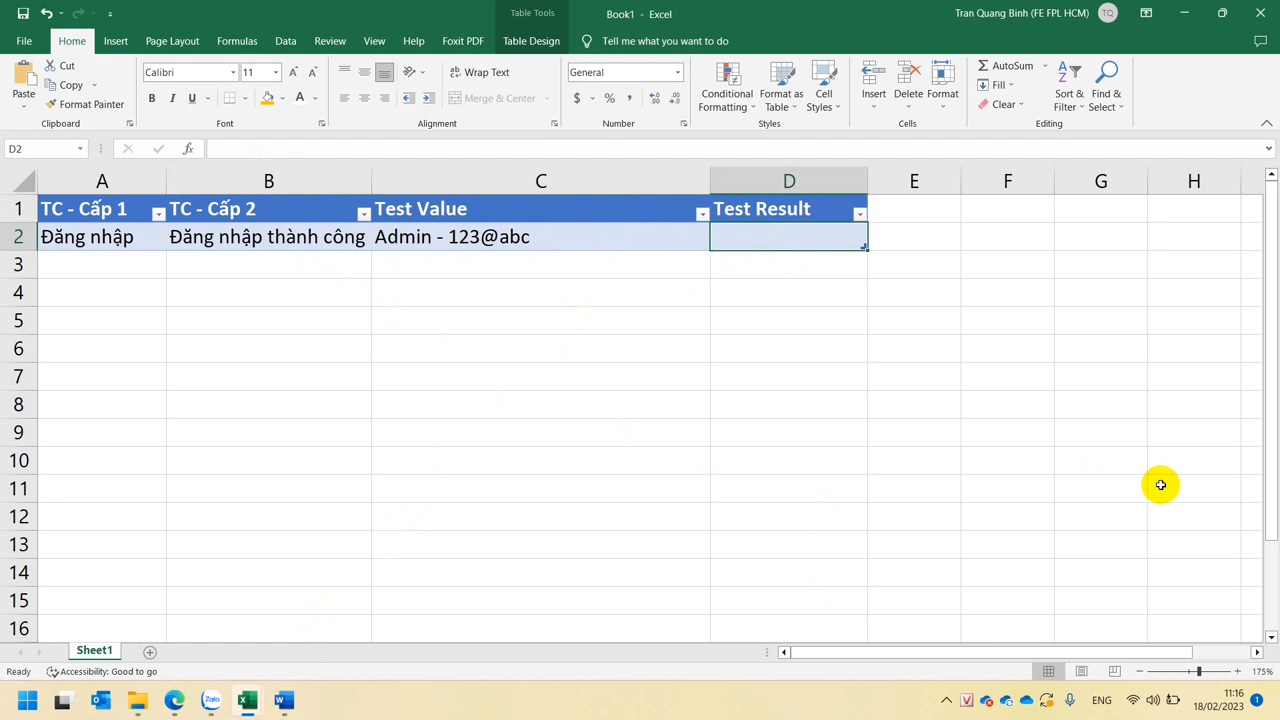 Table Tools
Book1 - Excel
Tran Quang Binh (FE FPL HCM)
TQ
File
Home
Insert
Page Layout
Formulas
Data
Review
View
Help
Foxit PDF
Table Design
Tell me what you want to do
Paste
Cut
Copy
Format Painter
Clipboard
Calibri
11
B
I
U
Font
Wrap Text
Merge & Center
Alignment
General
$ % ,
Number
Conditional Formatting
Format as Table
Cell Styles
Styles
Insert
Delete
Format
Cells
AutoSum
Fill
Clear
Sort & Filter
Find & Select
Editing
D2
fx
A B C D E F G H
1 TC - Cấp 1 TC - Cấp 2 Test Value Test Result
2 Đăng nhập Đăng nhập thành công Admin - 123@abc
3
4
5
6
7
8
9
10
11
12
13
14
15
16
Sheet1
Ready
Accessibility: Good to go
175%
Zalo
ENG
11:16
18/02/2023
1